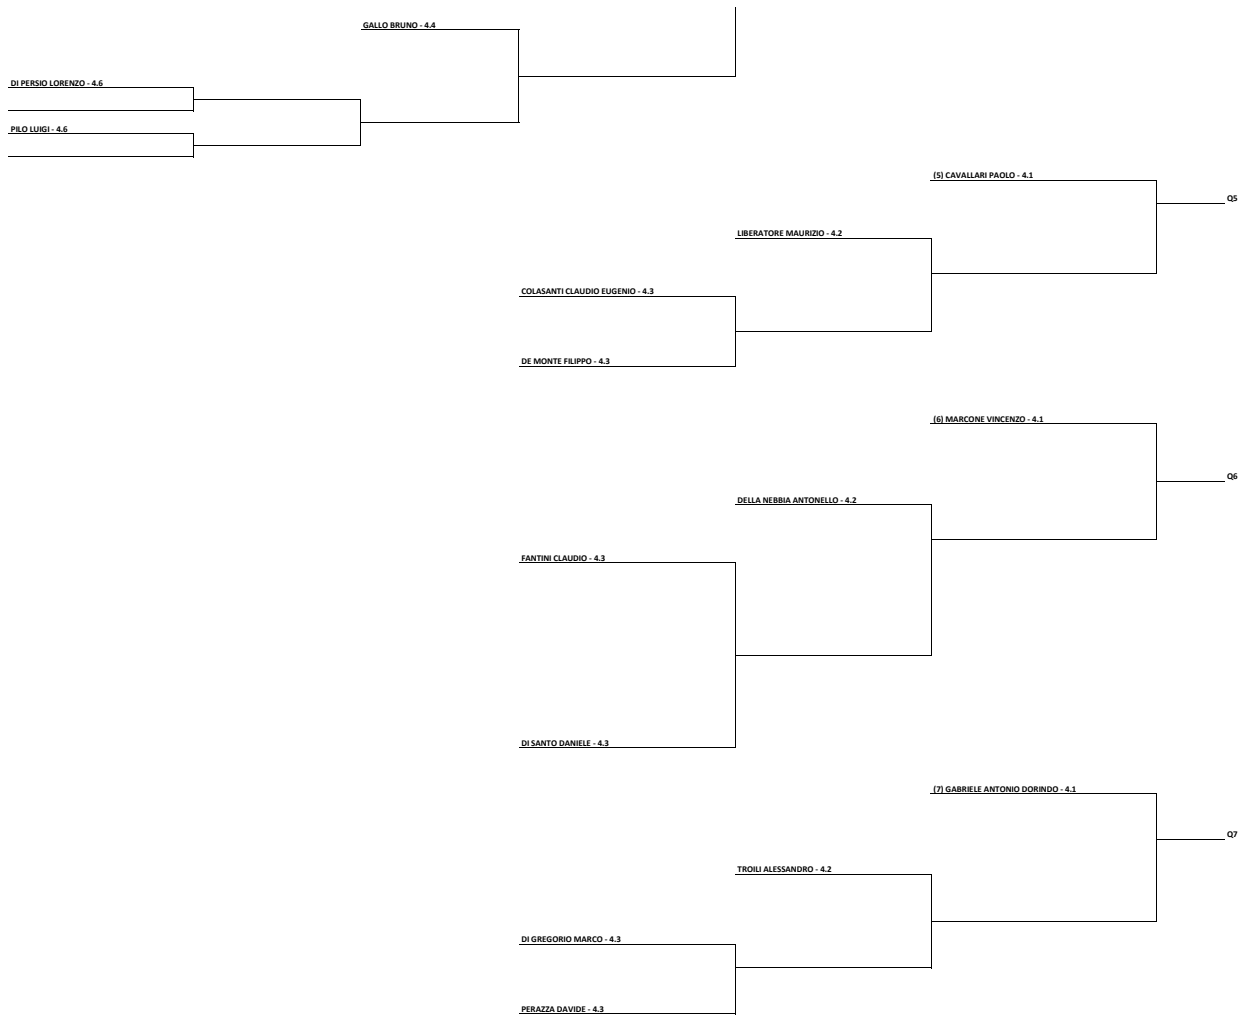 GALLO BRUNO - 4.4
DI PERSIO LORENZO - 4.6
PILO LUIGI - 4.6
(5) CAVALLARI PAOLO - 4.1
Q5
LIBERATORE MAURIZIO - 4.2
COLASANTI CLAUDIO EUGENIO - 4.3
DE MONTE FILIPPO - 4.3
(6) MARCONE VINCENZO - 4.1
Q6
DELLA NEBBIA ANTONELLO - 4.2
FANTINI CLAUDIO - 4.3
DI SANTO DANIELE - 4.3
(7) GABRIELE ANTONIO DORINDO - 4.1
Q7
TROILI ALESSANDRO - 4.2
DI GREGORIO MARCO - 4.3
PERAZZA DAVIDE - 4.3